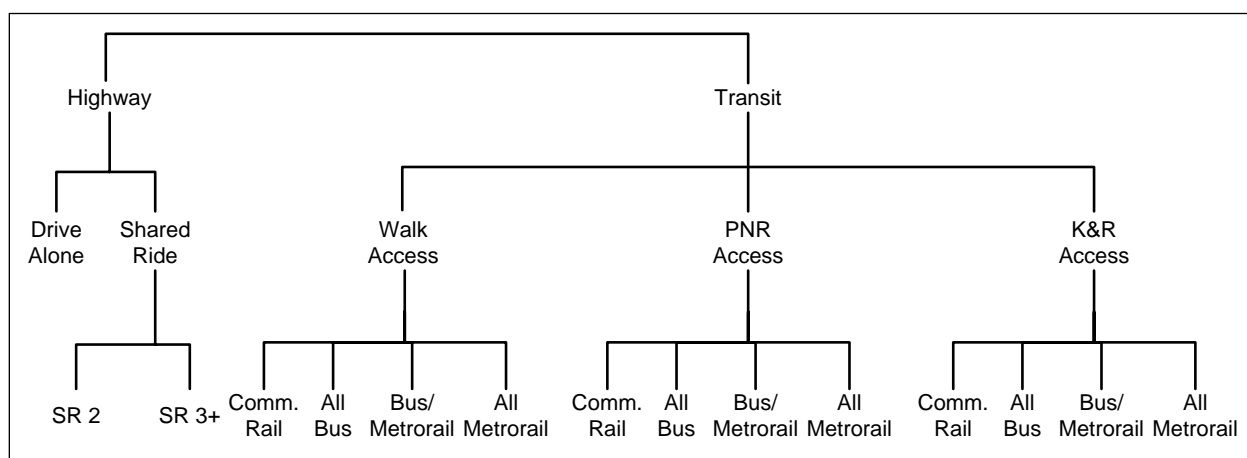 Highway
Transit
Drive
Alone
Shared
Ride
Walk
Access
PNR
Access
K&R
Access
SR 2
SR 3+
Comm.
Rail
All
Bus
Bus/
Metrorail
All
Metrorail
Comm.
Rail
All
Bus
Bus/
Metrorail
All
Metrorail
Comm.
Rail
All
Bus
Bus/
Metrorail
All
Metrorail